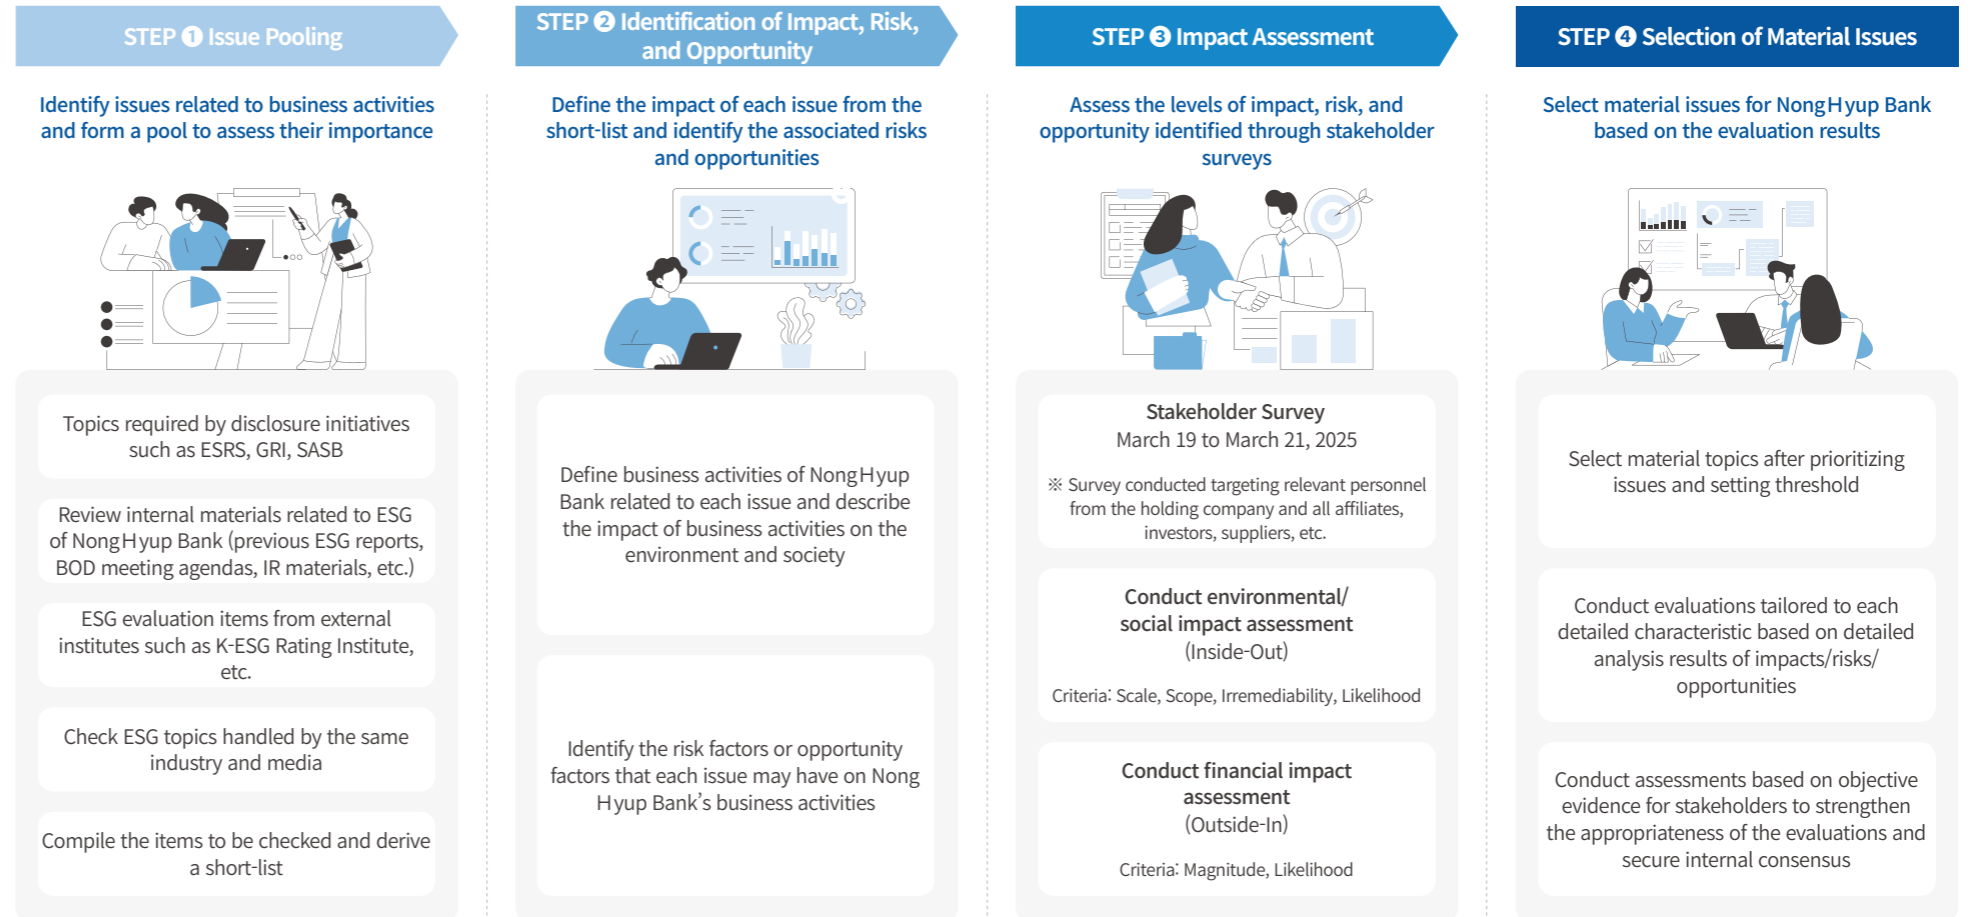 STEP ❶ Issue Pooling
Identify issues related to business activities
and form a pool to assess their importance
Topics required by disclosure initiatives
such as ESRS, GRI, SASB
Review internal materials related to ESG
of NongHyup Bank (previous ESG reports,
BOD meeting agendas, IR materials, etc.)
ESG evaluation items from external
institutes such as K-ESG Rating Institute,
etc.
Check ESG topics handled by the same
industry and media
Compile the items to be checked and derive
a short-list
STEP ❷ Identification of Impact, Risk,
and Opportunity
Define the impact of each issue from the
short-list and identify the associated risks
and opportunities
Define business activities of NongHyup
Bank related to each issue and describe
the impact of business activities on the
environment and society
Identify the risk factors or opportunity
factors that each issue may have on Nong
Hyup Bank's business activities
STEP ❸ Impact Assessment
Assess the levels of impact, risk, and
opportunity identified through stakeholder
surveys
Stakeholder Survey
March 19 to March 21, 2025
※ Survey conducted targeting relevant personnel
from the holding company and all affiliates,
investors, suppliers, etc.
Conduct environmental/
social impact assessment
(Inside-Out)
Criteria: Scale, Scope, Irremediability, Likelihood
Conduct financial impact
assessment
(Outside-In)
Criteria: Magnitude, Likelihood
STEP ❹ Selection of Material Issues
Select material issues for NongHyup Bank
based on the evaluation results
Select material topics after prioritizing
issues and setting threshold
Conduct evaluations tailored to each
detailed characteristic based on detailed
analysis results of impacts/risks/
opportunities
Conduct assessments based on objective
evidence for stakeholders to strengthen
the appropriateness of the evaluations and
secure internal consensus